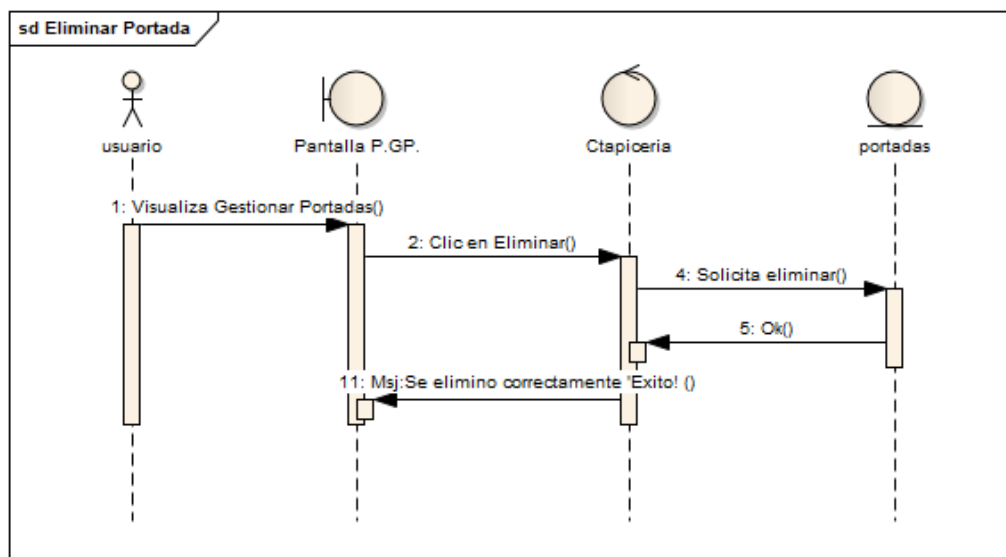 sd Eliminar Portada
usuario
Pantalla P.GP.
Ctapiceria
portadas
1: Visualiza Gestionar Portadas()
2: Clic en Eliminar()
4: Solicita eliminar()
5: Ok()
11: Msj:Se elimino correctamente 'Exito! ()